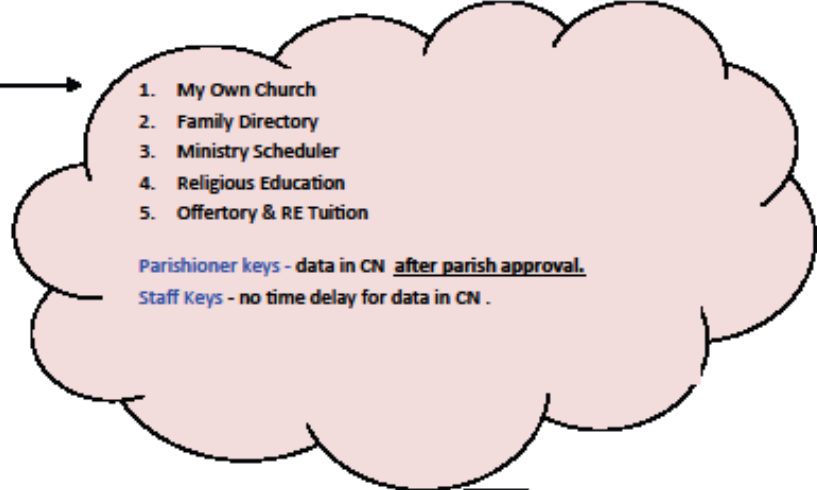 1. My Own Church
2. Family Directory
3. Ministry Scheduler
4. Religious Education
5. Offertory & RE Tuition
Parishioner keys - data in CN after parish approval.
Staff Keys - no time delay for data in CN .